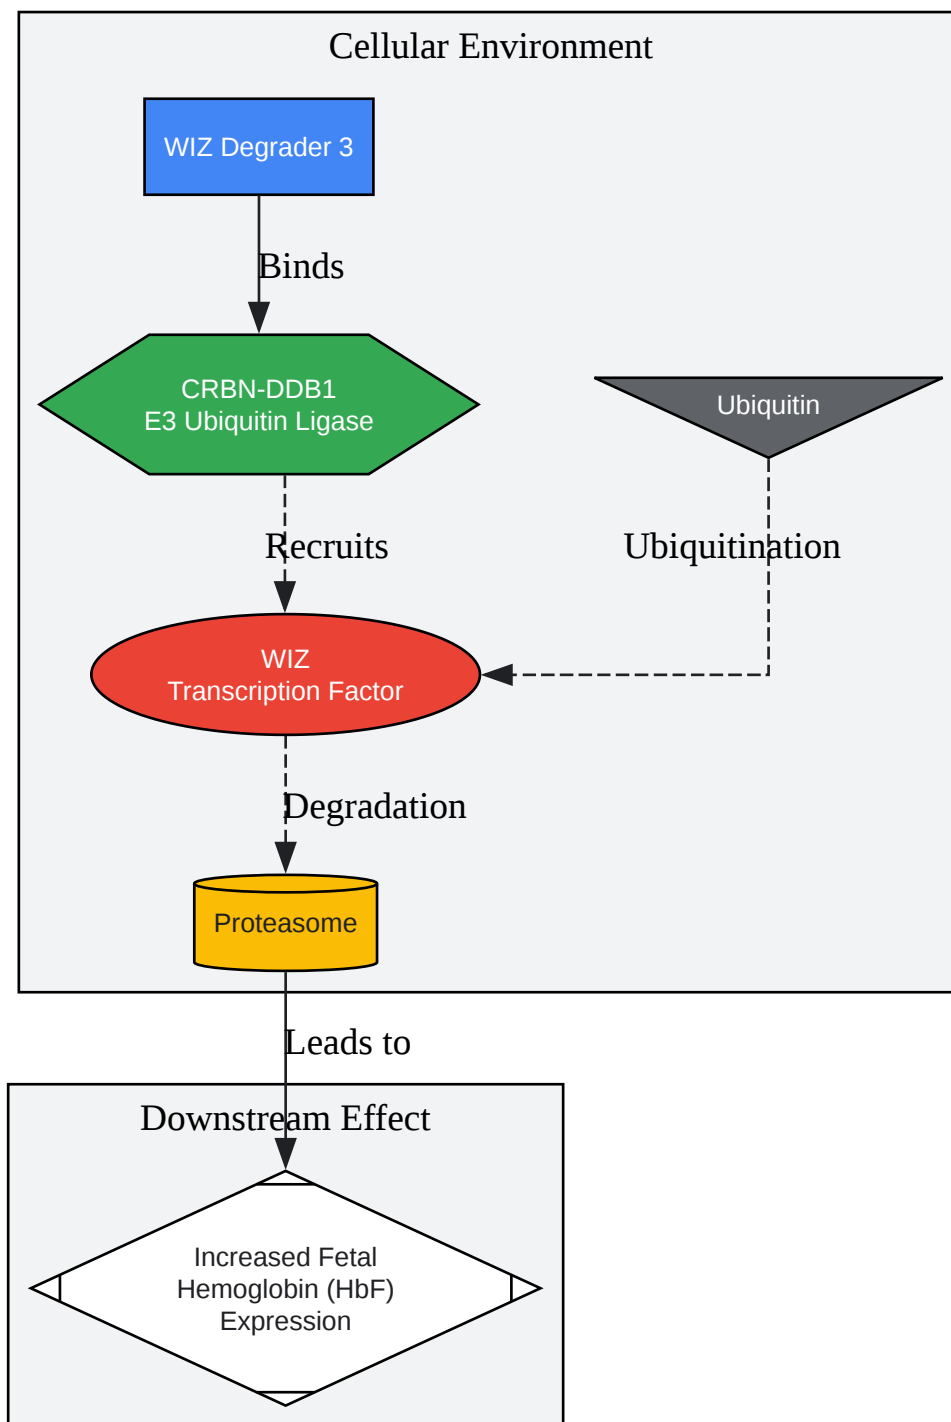 Cellular Environment
WIZ Degrader 3
Binds
CRBN-DDB1
E3 Ubiquitin Ligase
Ubiquitin
Recruits
Ubiquitination
WIZ
Transcription Factor
Degradation
Proteasome
Leads to
Downstream Effect
Increased Fetal
Hemoglobin (HbF)
Expression